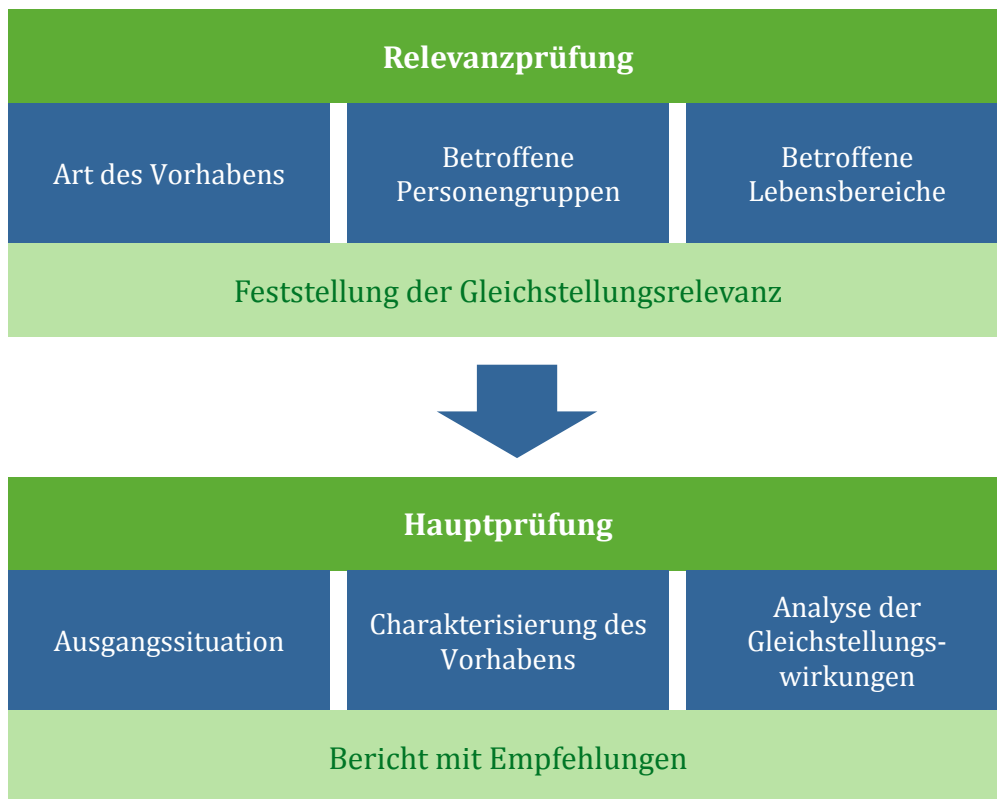 Relevanzprüfung
Art des Vorhabens
Betroffene
Personengruppen
Betroffene
Lebensbereiche
Feststellung der Gleichstellungsrelevanz
Hauptprüfung
Ausgangssituation
Charakterisierung des
Vorhabens
Analyse der
Gleichstellungs-
wirkungen
Bericht mit Empfehlungen